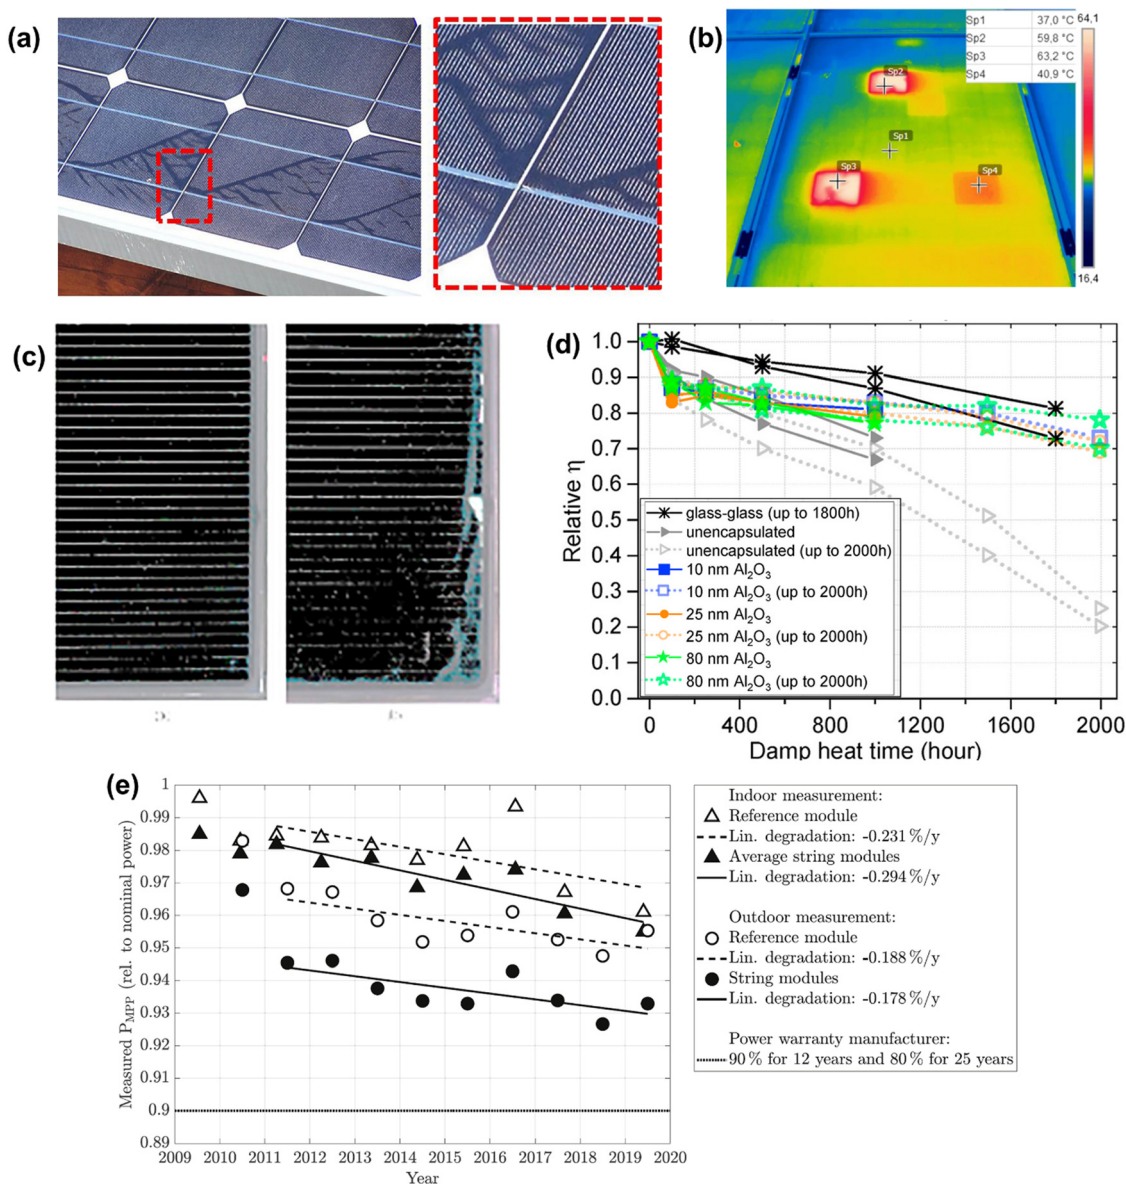 (a)
(b)
Sp1 37,0 °C
Sp2 59,8 °C
Sp3 63,2 °C
Sp4 40,9 °C
64,1
Sp2
Sp1
Sp3
Sp4
16,4
(c)
(d)
1.0
0.9
0.8
0.7
0.6
0.5
0.4
0.3
0.2
0.1
0.0
Relative η
glass-glass (up to 1800h)
unencapsulated
unencapsulated (up to 2000h)
10 nm Al₂O₃
10 nm Al₂O₃ (up to 2000h)
25 nm Al₂O₃
25 nm Al₂O₃ (up to 2000h)
80 nm Al₂O₃
80 nm Al₂O₃ (up to 2000h)
0 400 800 1200 1600 2000
Damp heat time (hour)
(e)
1
0.99
0.98
0.97
0.96
0.95
0.94
0.93
0.92
0.91
0.9
0.89
Measured P_MPP (rel. to nominal power)
2009 2010 2011 2012 2013 2014 2015 2016 2017 2018 2019 2020
Year
Indoor measurement:
Reference module
Lin. degradation: -0.231 %/y
Average string modules
Lin. degradation: -0.294 %/y
Outdoor measurement:
Reference module
Lin. degradation: -0.188 %/y
String modules
Lin. degradation: -0.178 %/y
Power warranty manufacturer:
90 % for 12 years and 80 % for 25 years